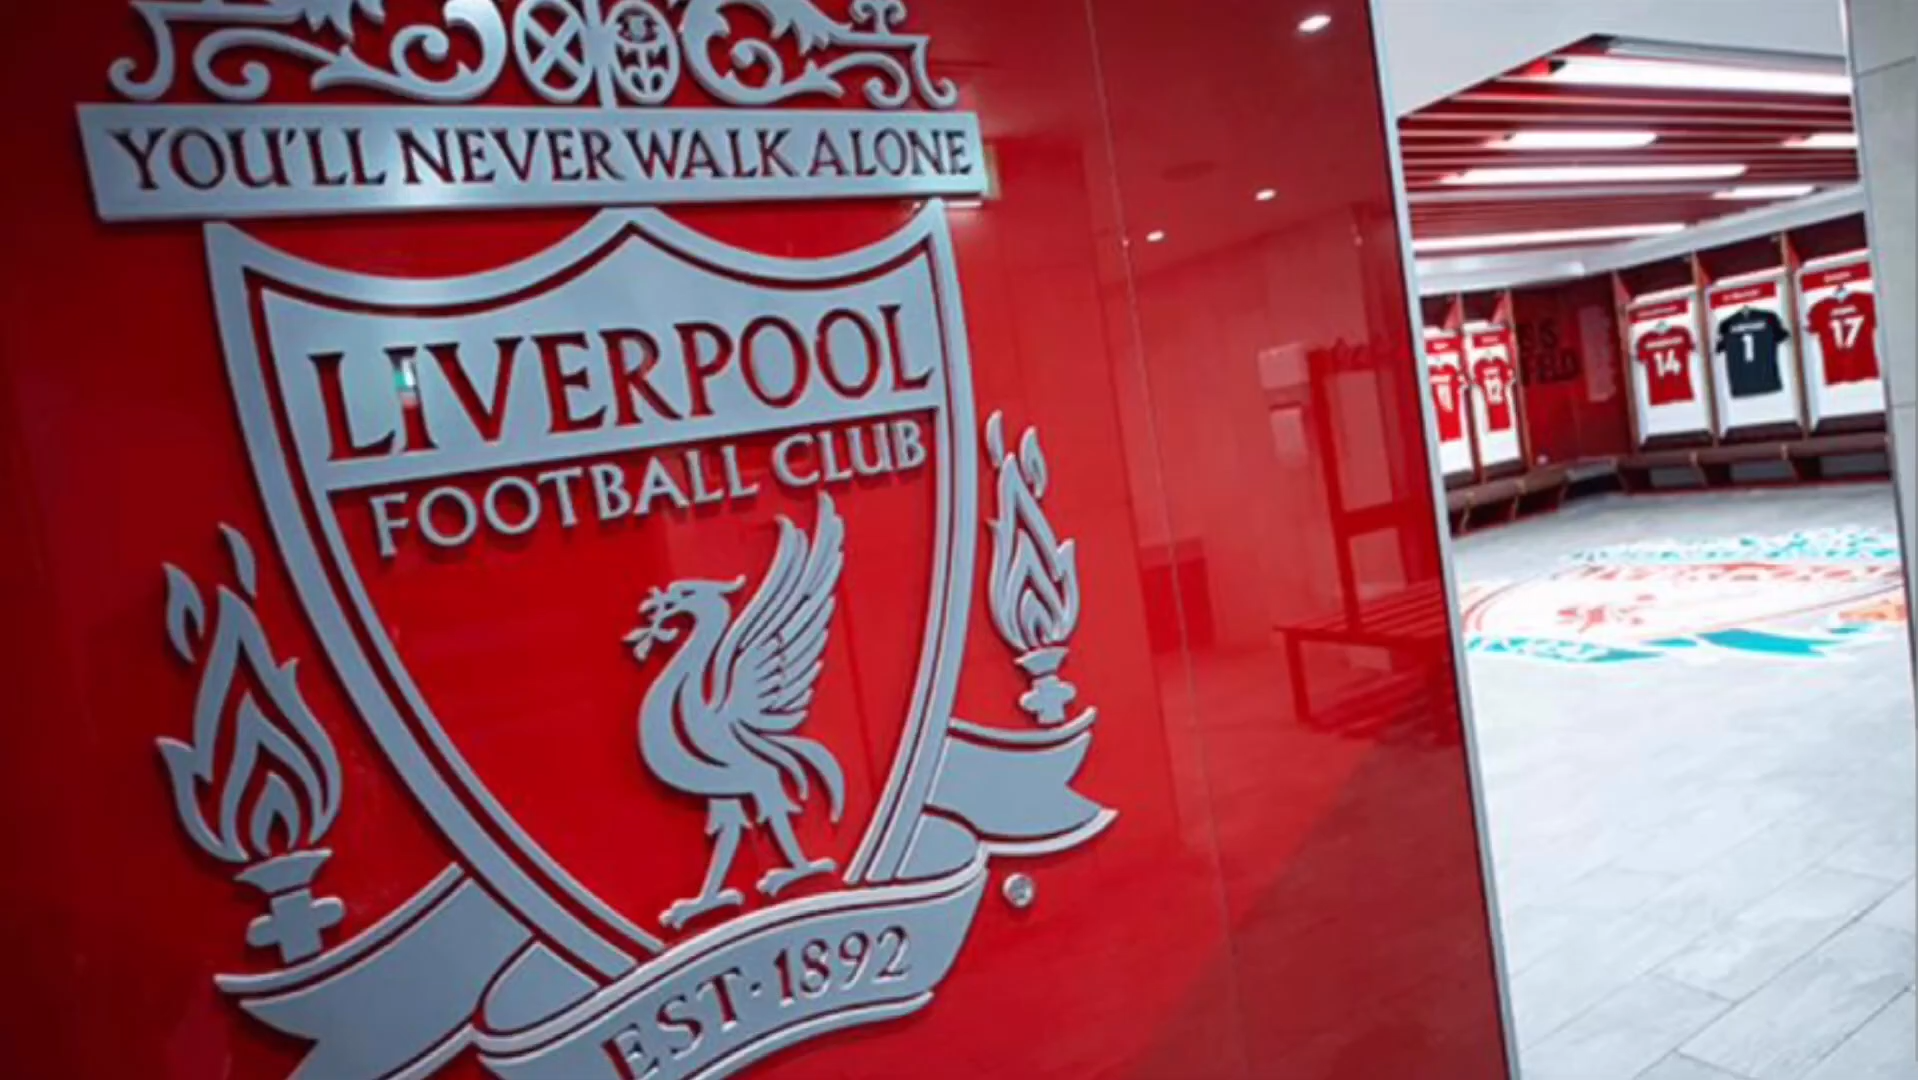 YOU'LL NEVER WALK ALONE
LIVERPOOL
FOOTBALL CLUB
EST·1892
14
1
17